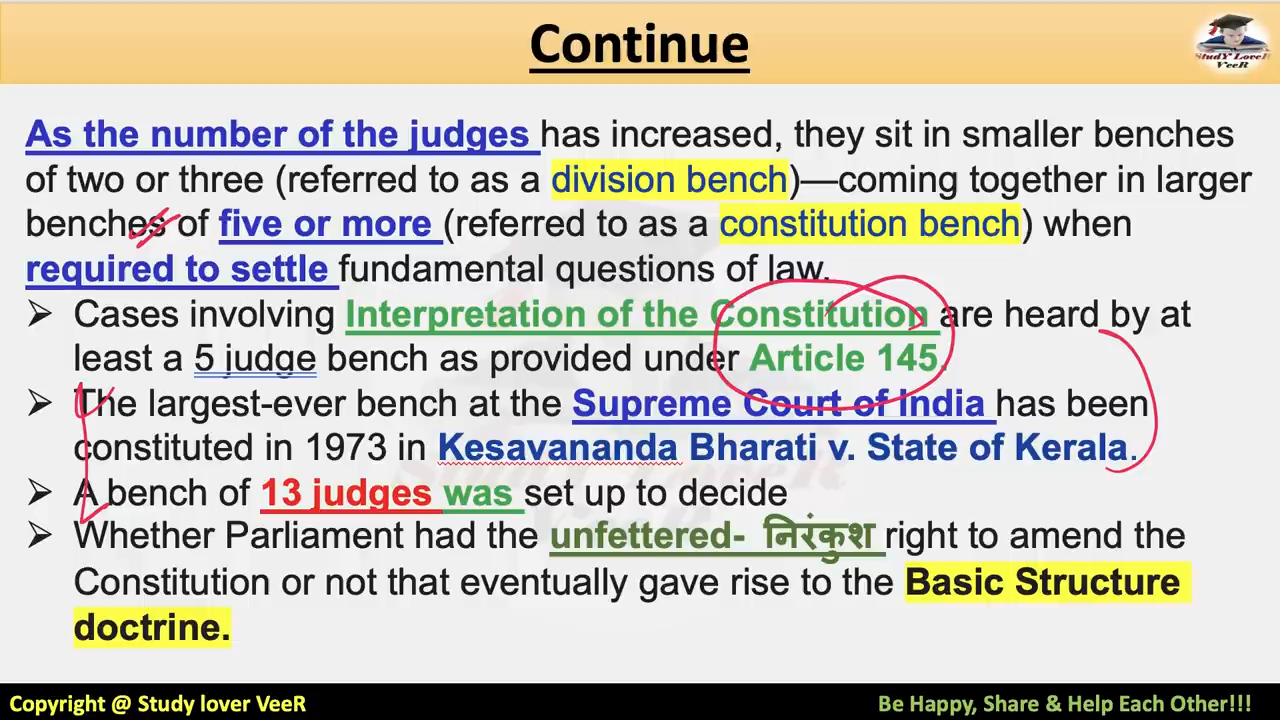 Continue
StudY LoveR
VeeR
As the number of the judges has increased, they sit in smaller benches
of two or three (referred to as a division bench)—coming together in larger
benches of five or more (referred to as a constitution bench) when
required to settle fundamental questions of law.
➢ Cases involving Interpretation of the Constitution are heard by at
least a 5 judge bench as provided under Article 145.
➢ The largest-ever bench at the Supreme Court of India has been
constituted in 1973 in Kesavananda Bharati v. State of Kerala.
➢ A bench of 13 judges was set up to decide
➢ Whether Parliament had the unfettered- निरंकुश right to amend the
Constitution or not that eventually gave rise to the Basic Structure
doctrine.
StudY LoveR
VeeR
Copyright @ Study lover VeeR
Be Happy, Share & Help Each Other!!!